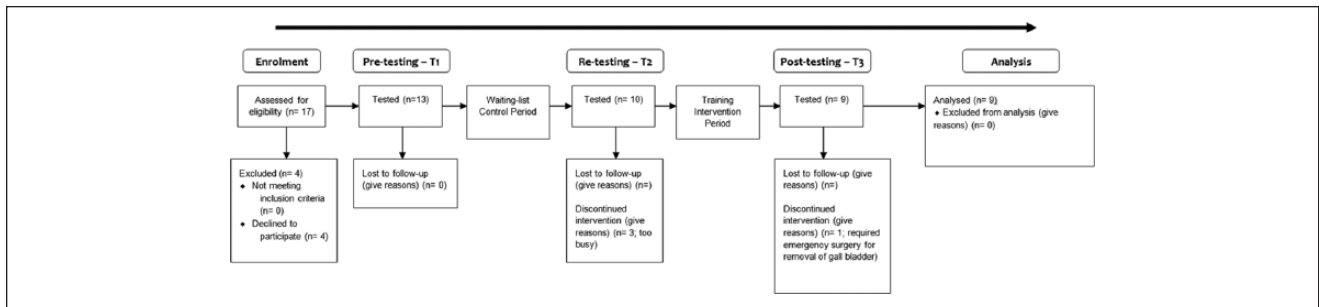 Enrolment
Pre-testing – T1
Re-testing – T2
Post-testing – T3
Analysis
Assessed for
eligibility (n= 17)
Tested (n=13)
Waiting-list
Control Period
Tested (n= 10)
Training
Intervention
Period
Tested (n= 9)
Analysed (n= 9)
♦ Excluded from analysis (give
reasons) (n= 0)
Excluded (n= 4)
♦ Not meeting
inclusion criteria
(n= 0)
♦ Declined to
participate (n= 4)
Lost to follow-up
(give reasons) (n= 0)
Lost to follow-up
(give reasons) (n=)
Discontinued
intervention (give
reasons) (n= 3; too
busy)
Lost to follow-up (give
reasons) (n=)
Discontinued
intervention (give
reasons) (n= 1; required
emergency surgery for
removal of gall bladder)